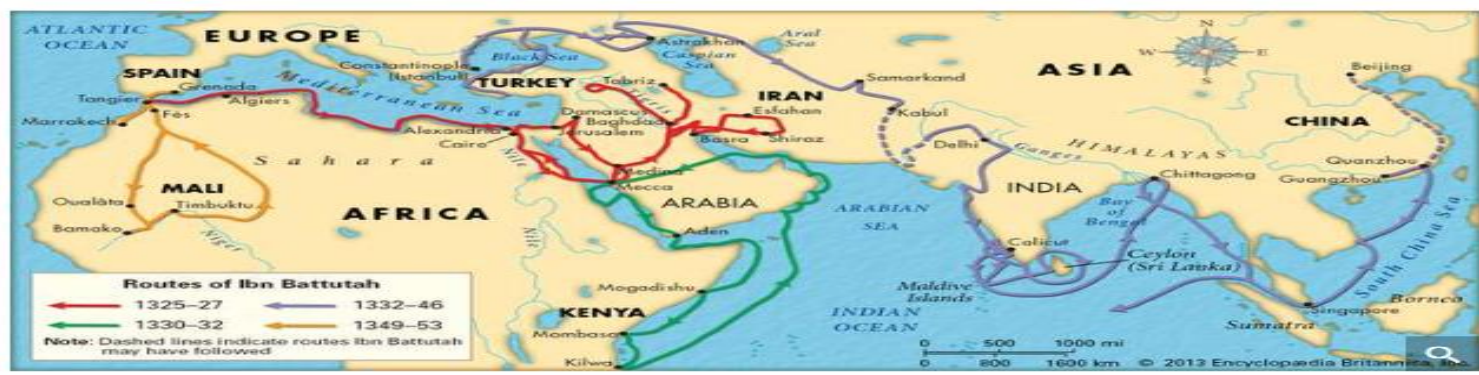 ATLANTIC
OCEAN
EUROPE
SPAIN
Grenada
Tangier
Algiers
Marrakech
Fès
Mediterranean Sea
Constantinople
(Istanbul)
Black Sea
TURKEY
Astrakhan
Caspian
Sea
Aral
Sea
Tabriz
Tigris
Damascus
Baghdad
Jerusalem
Alexandria
Cairo
Nile
IRAN
Esfahan
Basra
Shiraz
Samarkand
Kabul
ASIA
N
W
E
S
Beijing
CHINA
Quanzhou
Guangzhou
HIMALAYAS
Delhi
Ganges
INDIA
Chittagong
Bay
of
Bengal
Calicut
Ceylon
(Sri Lanka)
Maldive
Islands
South China Sea
Borneo
Singapore
Sumatra
Sahara
MALI
Oualâta
Timbuktu
Bamako
Niger
AFRICA
Medina
Mecca
ARABIA
Aden
ARABIAN
SEA
Nile
Mogadishu
KENYA
Mombasa
Kilwa
INDIAN
OCEAN
Routes of Ibn Battutah
1325–27
1332–46
1330–32
1349–53
Note: Dashed lines indicate routes Ibn Battutah
may have followed
0 500 1000 mi
0 800 1600 km
© 2013 Encyclopædia Britannica, Inc.